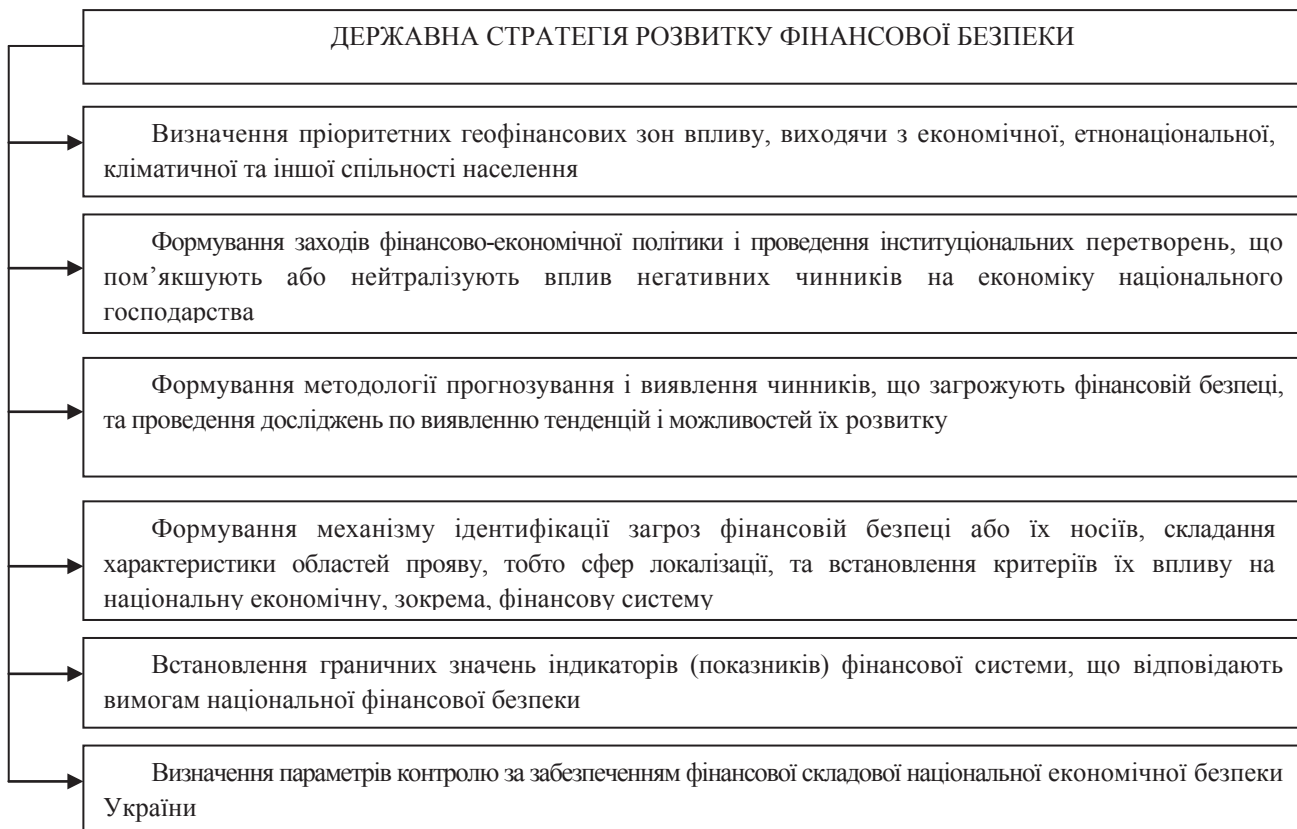 ДЕРЖАВНА СТРАТЕГІЯ РОЗВИТКУ ФІНАНСОВОЇ БЕЗПЕКИ
Визначення пріоритетних геофінансових зон впливу, виходячи з економічної, етнонаціональної,
кліматичної та іншої спільності населення
Формування заходів фінансово-економічної політики і проведення інституціональних перетворень, що
пом’якшують або нейтралізують вплив негативних чинників на економіку національного
господарства
Формування методології прогнозування і виявлення чинників, що загрожують фінансовій безпеці,
та проведення досліджень по виявленню тенденцій і можливостей їх розвитку
Формування механізму ідентифікації загроз фінансовій безпеці або їх носіїв, складання
характеристики областей прояву, тобто сфер локалізації, та встановлення критеріїв їх впливу на
національну економічну, зокрема, фінансову систему
Встановлення граничних значень індикаторів (показників) фінансової системи, що відповідають
вимогам національної фінансової безпеки
Визначення параметрів контролю за забезпеченням фінансової складової національної економічної безпеки
України